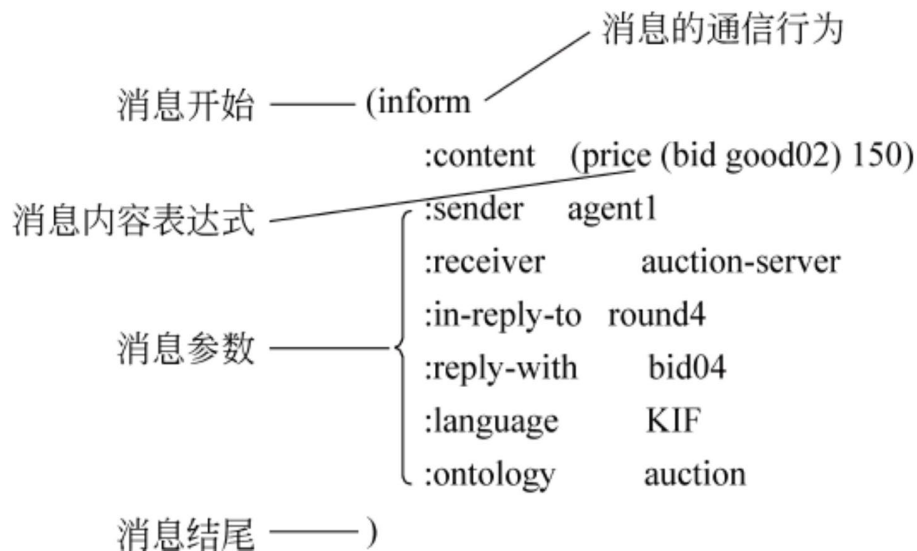 消息的通信行为
消息开始 (inform
:content (price (bid good02) 150)
消息内容表达式 :sender agent1
:receiver auction-server
:in-reply-to round4
消息参数 :reply-with bid04
:language KIF
:ontology auction
消息结尾 )